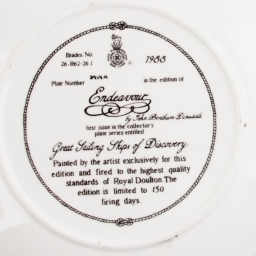 Bradex No
26-R62-26.1
1988
Plate Number
in the edition of
Endeavour
by John Bertham Dinsdale
first issue in the collector's
plate series entitled
Great Sailing Ships of Discovery
Painted by the artist exclusively for this
edition and fired to the highest quality
standards of Royal Doulton. The
edition is limited to 150
firing days.